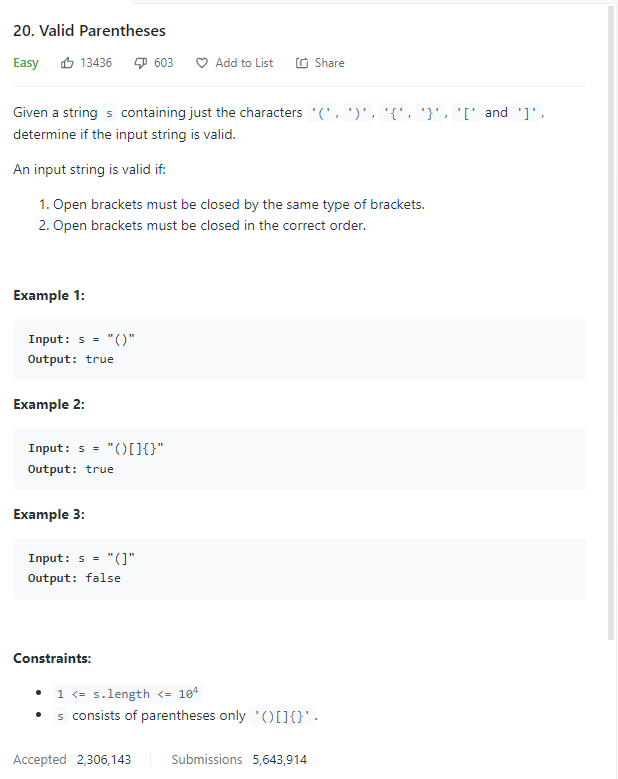 20. Valid Parentheses
Easy 13436 603 Add to List Share
Given a string s containing just the characters '(', ')', '{', '}', '[' and ']',
determine if the input string is valid.
An input string is valid if:
1. Open brackets must be closed by the same type of brackets.
2. Open brackets must be closed in the correct order.
Example 1:
Input: s = "()"
Output: true
Example 2:
Input: s = "()[]{}"
Output: true
Example 3:
Input: s = "(]"
Output: false
Constraints:
• 1 <= s.length <= 10⁴
• s consists of parentheses only '()[]{}'.
Accepted 2,306,143 Submissions 5,643,914